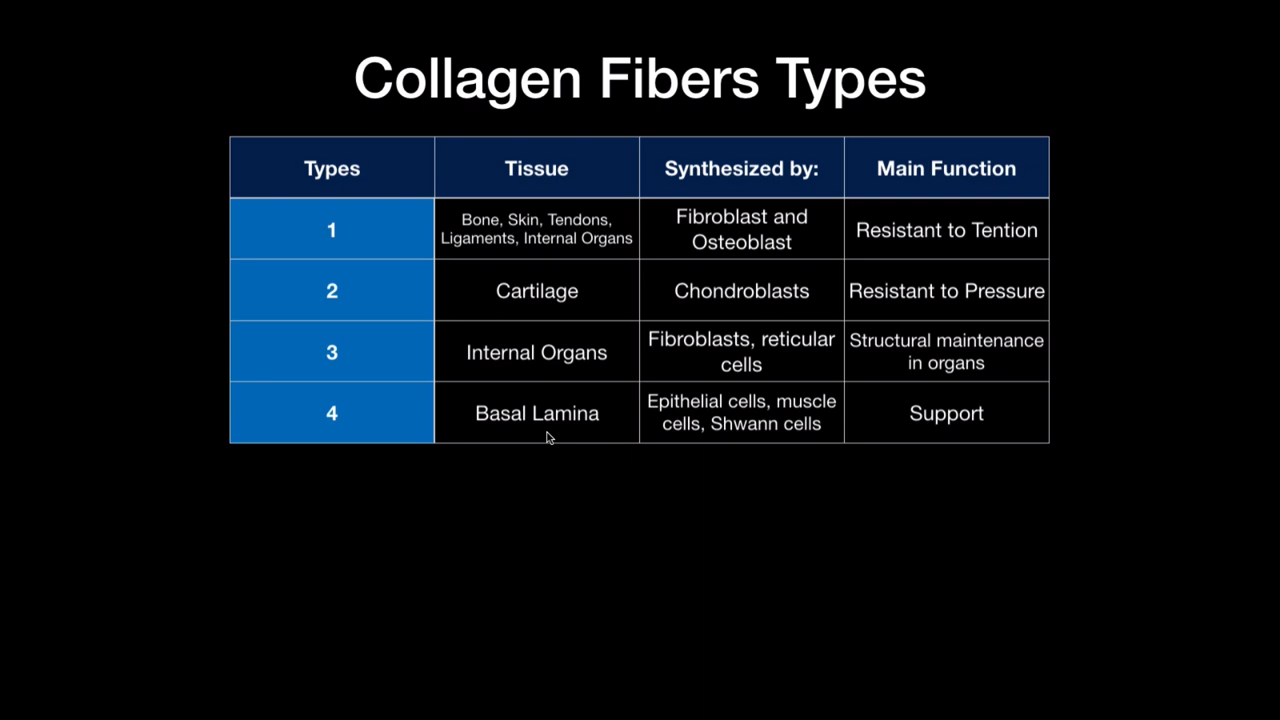 Collagen Fibers Types
Types
Tissue
Synthesized by:
Main Function
1
Bone, Skin, Tendons,
Ligaments, Internal Organs
Fibroblast and
Osteoblast
Resistant to Tention
2
Cartilage
Chondroblasts
Resistant to Pressure
3
Internal Organs
Fibroblasts, reticular
cells
Structural maintenance
in organs
4
Basal Lamina
Epithelial cells, muscle
cells, Shwann cells
Support